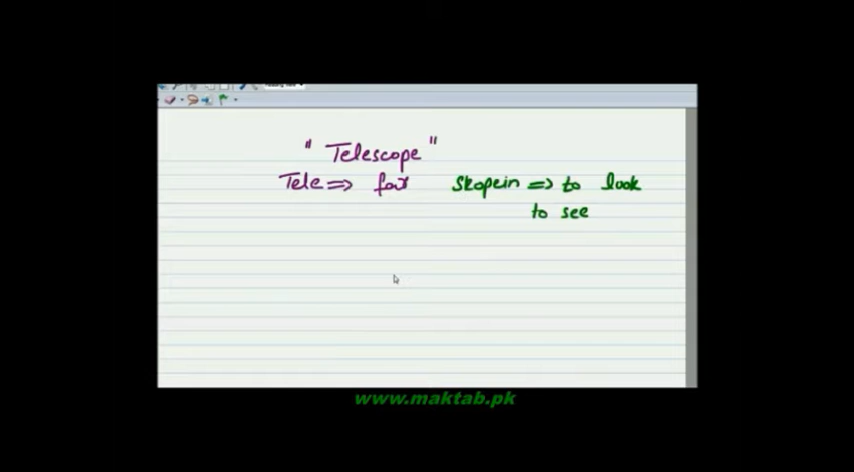 " Telescope "
Tele => far skopein => to look
to see
www.maktab.pk